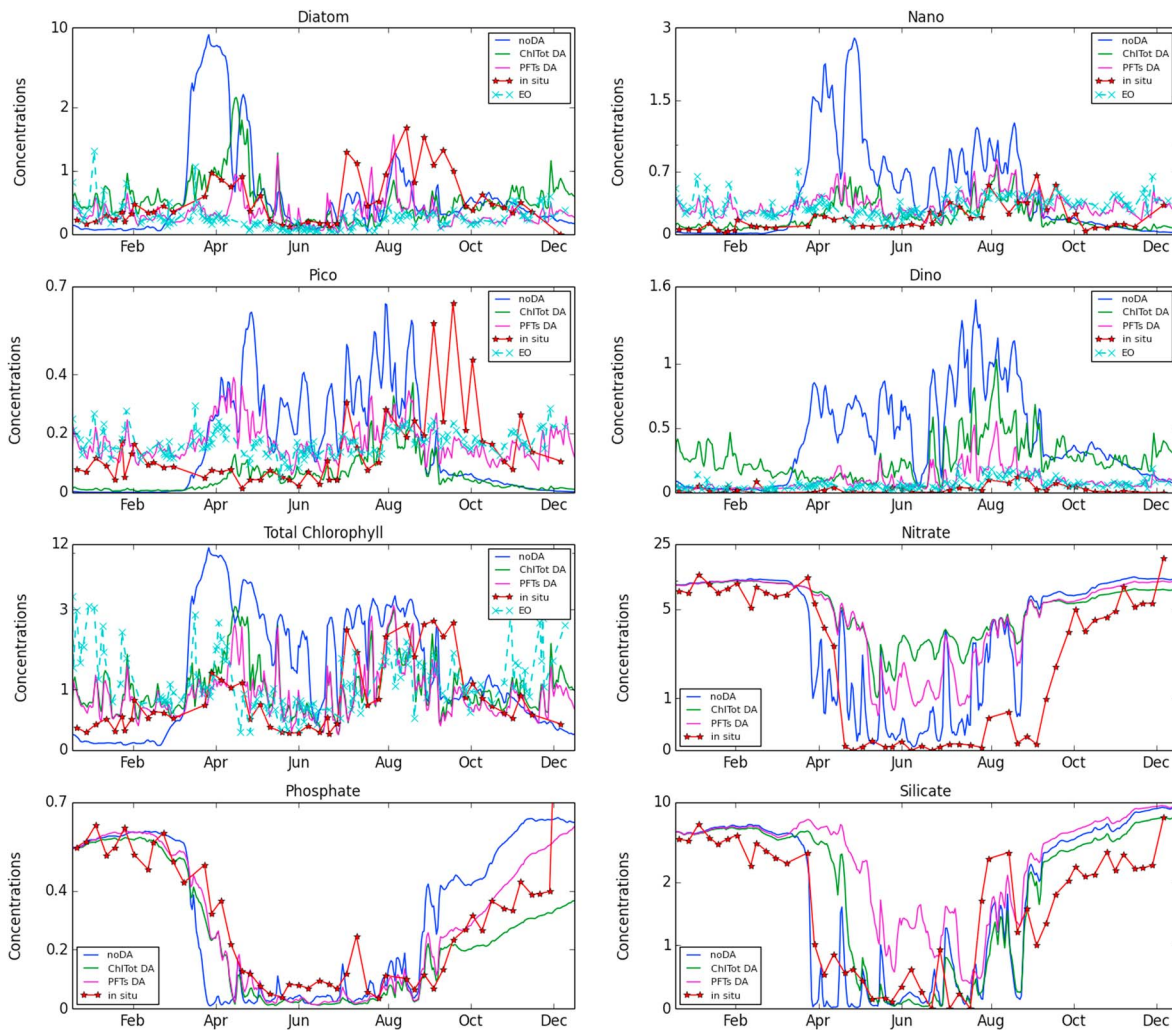 Diatom
Concentrations
10
2
1
0
Feb Apr Jun Aug Oct Dec
noDA
ChlTot DA
PFTs DA
in situ
EO
Nano
Concentrations
3
1.5
0.7
0
Feb Apr Jun Aug Oct Dec
noDA
ChlTot DA
PFTs DA
in situ
EO
Pico
Concentrations
0.7
0.4
0.2
0
Feb Apr Jun Aug Oct Dec
noDA
ChlTot DA
PFTs DA
in situ
EO
Dino
Concentrations
1.6
1
0.5
0
Feb Apr Jun Aug Oct Dec
noDA
ChlTot DA
PFTs DA
in situ
EO
Total Chlorophyll
Concentrations
12
3
1
0
Feb Apr Jun Aug Oct Dec
noDA
ChlTot DA
PFTs DA
in situ
EO
Nitrate
Concentrations
25
5
1
0
Feb Apr Jun Aug Oct Dec
noDA
ChlTot DA
PFTs DA
in situ
Phosphate
Concentrations
0.7
0.4
0.2
0
Feb Apr Jun Aug Oct Dec
noDA
ChlTot DA
PFTs DA
in situ
Silicate
Concentrations
10
2
1
0
Feb Apr Jun Aug Oct Dec
noDA
ChlTot DA
PFTs DA
in situ